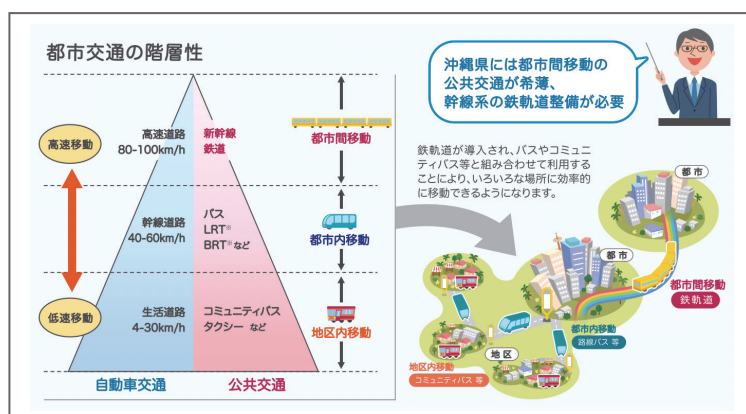 都市交通の階層性
高速移動
低速移動
高速道路
80-100km/h
幹線道路
40-60km/h
生活道路
4-30km/h
新幹線
鉄道
バス
LRT※
BRT※など
コミュニティバス
タクシー など
自動車交通
公共交通
都市間移動
都市内移動
地区内移動
沖縄県には都市間移動の
公共交通が希薄、
幹線系の鉄軌道整備が必要
鉄軌道が導入され、バスやコミュニ
ティバス等と組み合わせて利用する
ことにより、いろいろな場所に効率的
に移動できるようになります。
都市
都市
都市間移動
鉄軌道
都市内移動
路線バス 等
地区
地区内移動
コミュニティバス 等